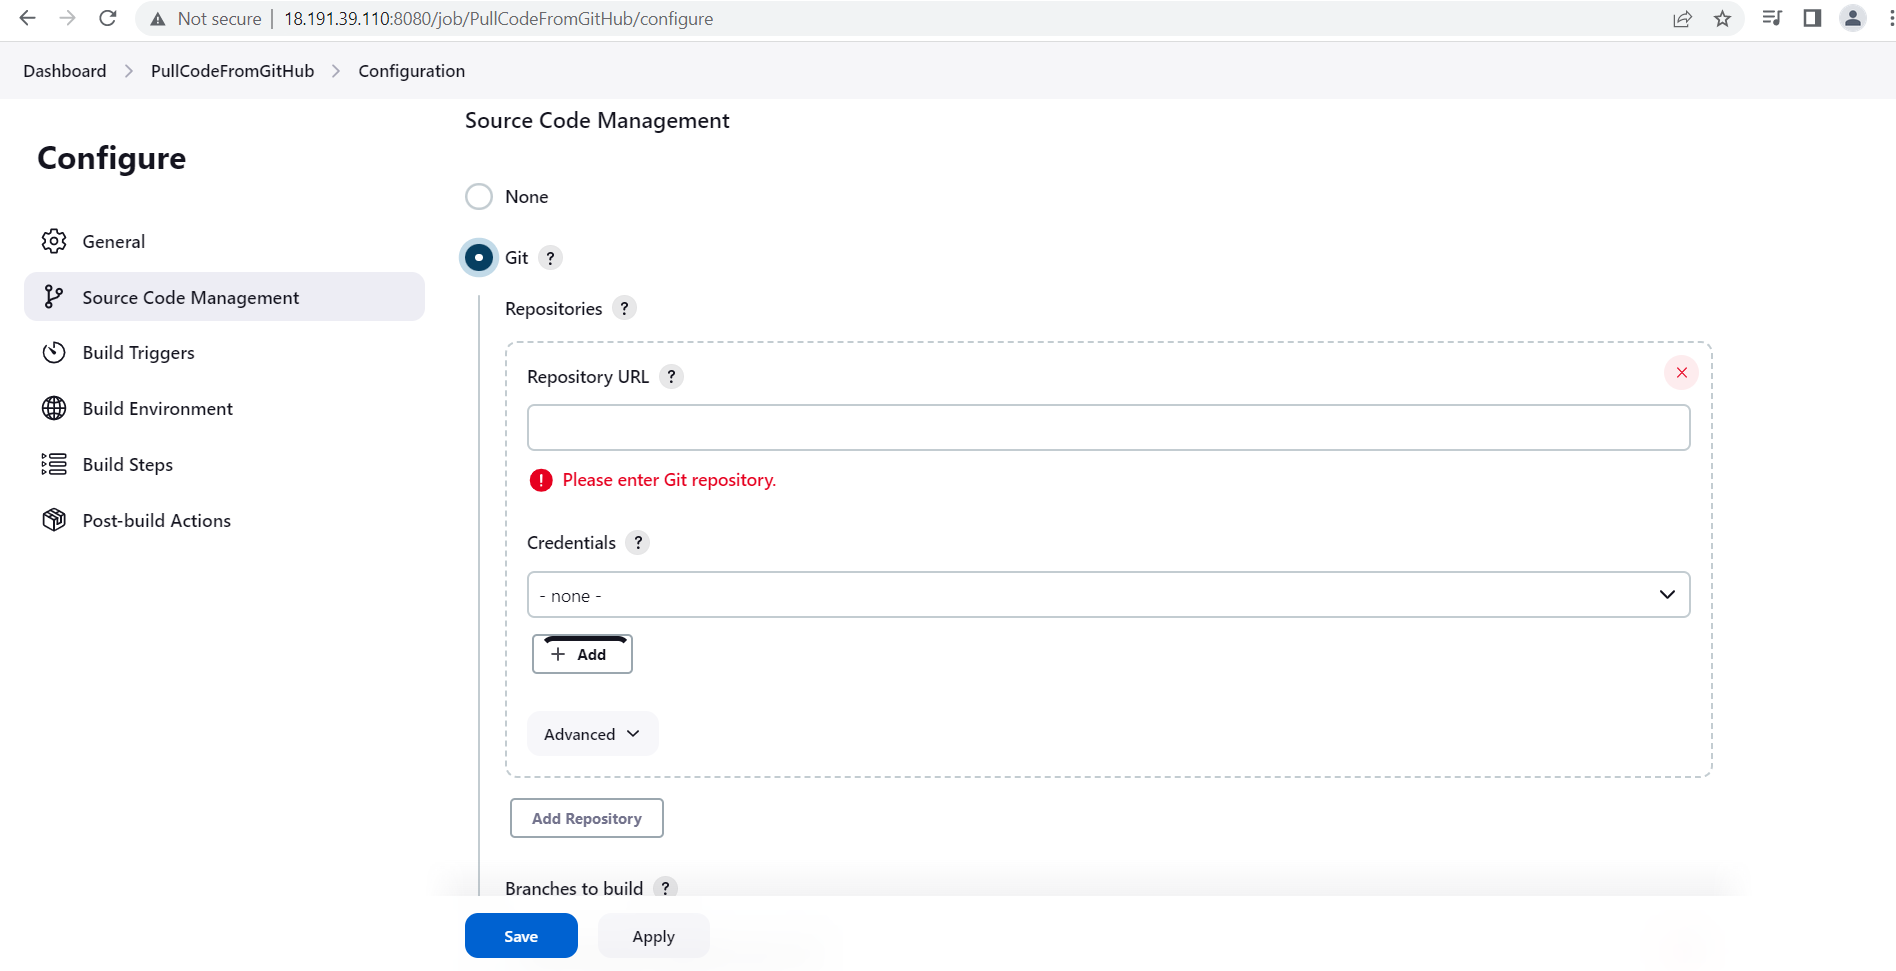 Not secure | 18.191.39.110:8080/job/PullCodeFromGitHub/configure
Dashboard > PullCodeFromGitHub > Configuration
Configure
General
Source Code Management
Build Triggers
Build Environment
Build Steps
Post-build Actions
Source Code Management
None
Git ?
Repositories ?
Repository URL ?
Please enter Git repository.
Credentials ?
- none -
+ Add
Advanced
Add Repository
Branches to build ?
Save Apply